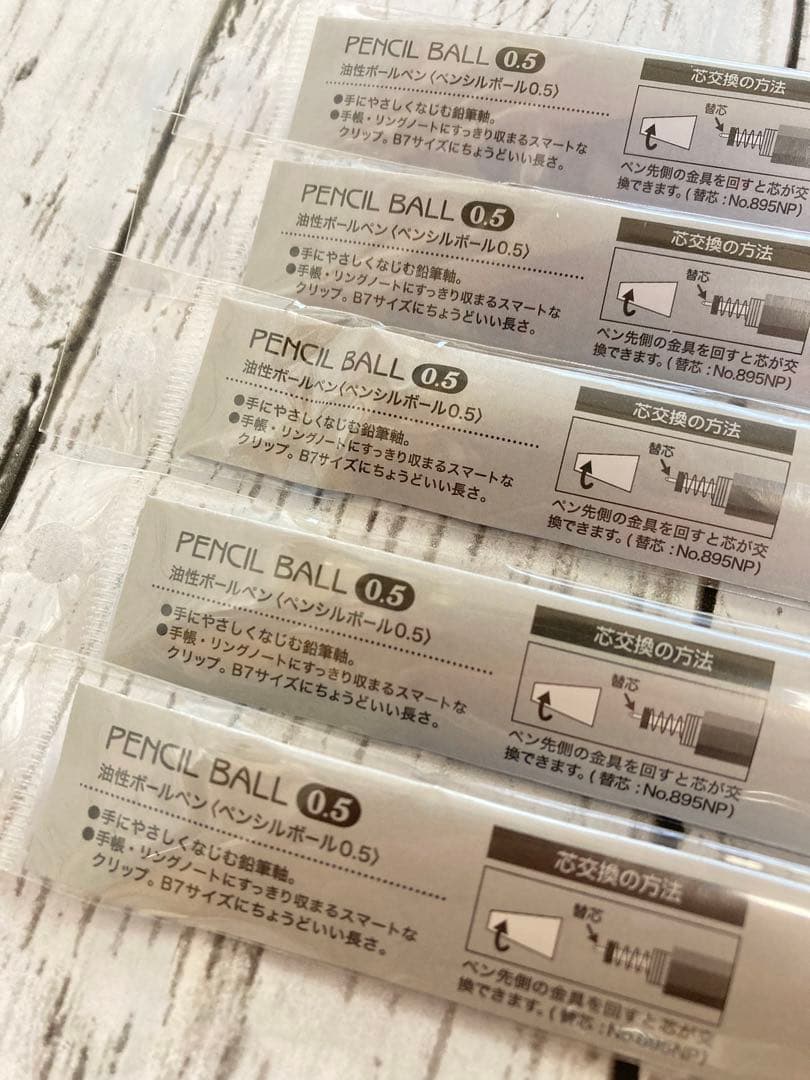 PENCIL BALL 0.5
油性ボールペン〈ペンシルボール0.5〉
●手にやさしくなじむ鉛筆軸。
●手帳・リングノートにすっきり収まるスマートな
クリップ。B7サイズにちょうどいい長さ。
芯交換の方法
替芯
ペン先側の金具を回すと芯が交
換できます。(替芯:No.895NP)
PENCIL BALL 0.5
油性ボールペン〈ペンシルボール0.5〉
●手にやさしくなじむ鉛筆軸。
●手帳・リングノートにすっきり収まるスマートな
クリップ。B7サイズにちょうどいい長さ。
芯交換の方法
替芯
ペン先側の金具を回すと芯が交
換できます。(替芯:No.895NP)
PENCIL BALL 0.5
油性ボールペン〈ペンシルボール0.5〉
●手にやさしくなじむ鉛筆軸。
●手帳・リングノートにすっきり収まるスマートな
クリップ。B7サイズにちょうどいい長さ。
芯交換の方法
替芯
ペン先側の金具を回すと芯が交
換できます。(替芯:No.895NP)
PENCIL BALL 0.5
油性ボールペン〈ペンシルボール0.5〉
●手にやさしくなじむ鉛筆軸。
●手帳・リングノートにすっきり収まるスマートな
クリップ。B7サイズにちょうどいい長さ。
芯交換の方法
替芯
ペン先側の金具を回すと芯が交
換できます。(替芯:No.895NP)
PENCIL BALL 0.5
油性ボールペン〈ペンシルボール0.5〉
●手にやさしくなじむ鉛筆軸。
●手帳・リングノートにすっきり収まるスマートな
クリップ。B7サイズにちょうどいい長さ。
芯交換の方法
替芯
ペン先側の金具を回すと芯が交
換できます。(替芯:No.895NP)